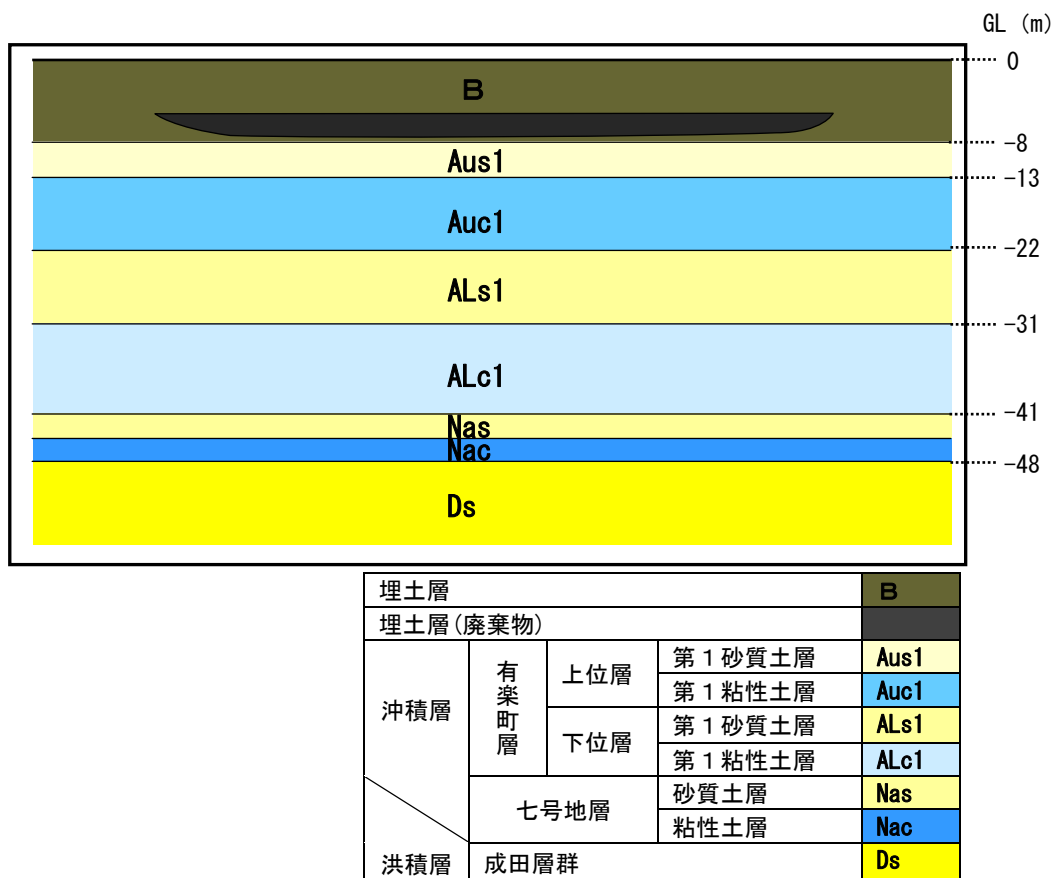 GL (m)
0
B
-8
Aus1
-13
Auc1
-22
ALs1
-31
ALc1
-41
Nas
Nac
-48
Ds
埋土層 B
埋土層(廃棄物)
沖積層 有楽町層 上位層 第1砂質土層 Aus1
第1粘性土層 Auc1
下位層 第1砂質土層 ALs1
第1粘性土層 ALc1
七号地層 砂質土層 Nas
粘性土層 Nac
洪積層 成田層群 Ds